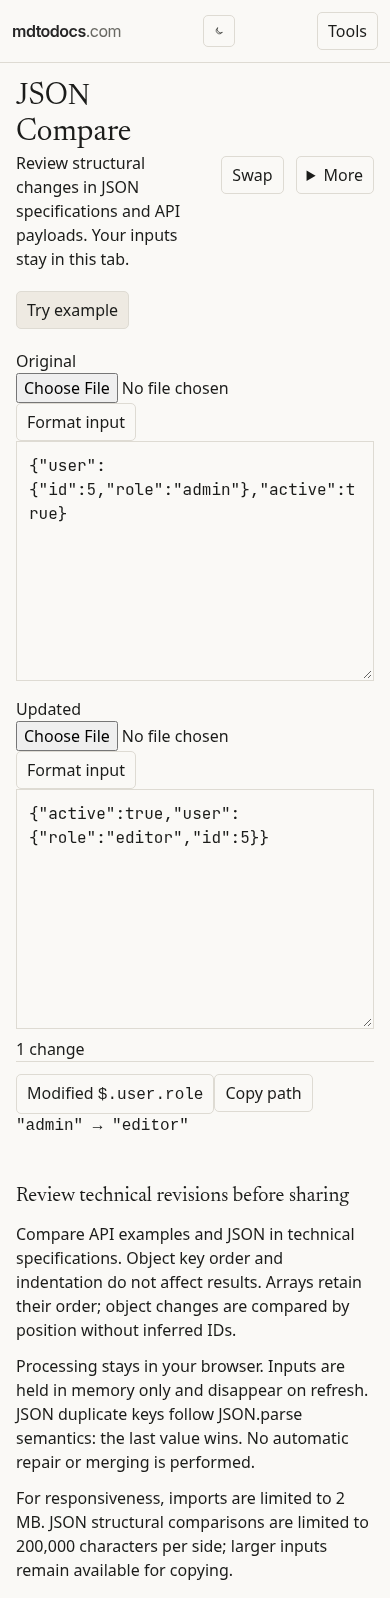 mdtodocs.com
Tools
JSON
Compare
Review structural
changes in JSON
specifications and API
payloads. Your inputs
stay in this tab.
Swap
▶ More
Try example
Original
Choose File No file chosen
Format input
{"user":
{"id":5,"role":"admin"},"active":t
rue}
Updated
Choose File No file chosen
Format input
{"active":true,"user":
{"role":"editor","id":5}}
1 change
Modified $.user.role
Copy path
"admin" → "editor"
Review technical revisions before sharing
Compare API examples and JSON in technical
specifications. Object key order and
indentation do not affect results. Arrays retain
their order; object changes are compared by
position without inferred IDs.
Processing stays in your browser. Inputs are
held in memory only and disappear on refresh.
JSON duplicate keys follow JSON.parse
semantics: the last value wins. No automatic
repair or merging is performed.
For responsiveness, imports are limited to 2
MB. JSON structural comparisons are limited to
200,000 characters per side; larger inputs
remain available for copying.